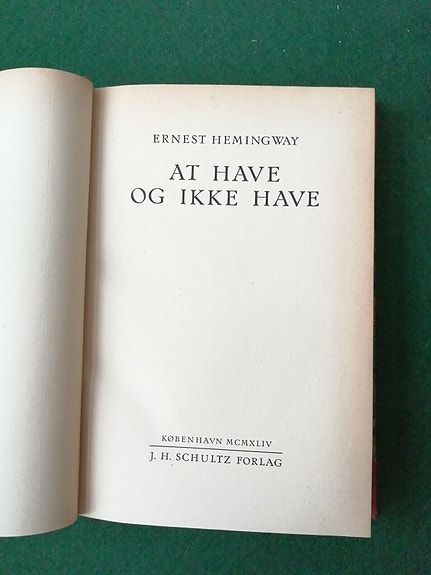 ERNEST HEMINGWAY
AT HAVE
OG IKKE HAVE
KØBENHAVN MCMXLIV
J. H. SCHULTZ FORLAG